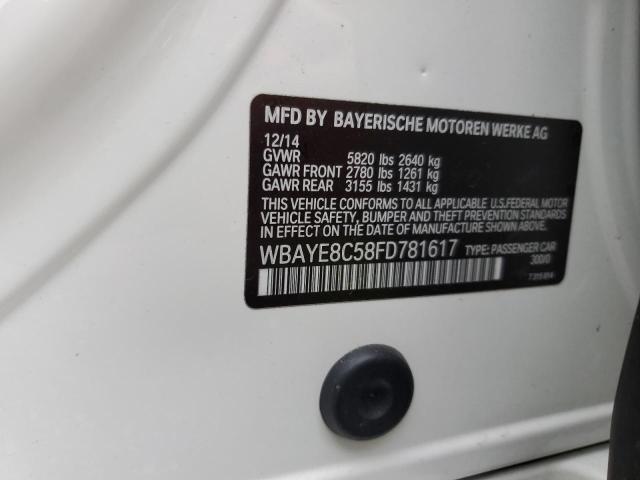 MFD BY BAYERISCHE MOTOREN WERKE AG
12/14
GVWR 5820 lbs 2640 kg
GAWR FRONT 2780 lbs 1261 kg
GAWR REAR 3155 lbs 1431 kg
THIS VEHICLE CONFORMS TO ALL APPLICABLE U.S.FEDERAL MOTOR
VEHICLE SAFETY, BUMPER AND THEFT PREVENTION STANDARDS
IN EFFECT ON THE DATE OF MANUFACTURE SHOWN ABOVE.
WBAYE8C58FD781617 TYPE: PASSENGER CAR
300/0